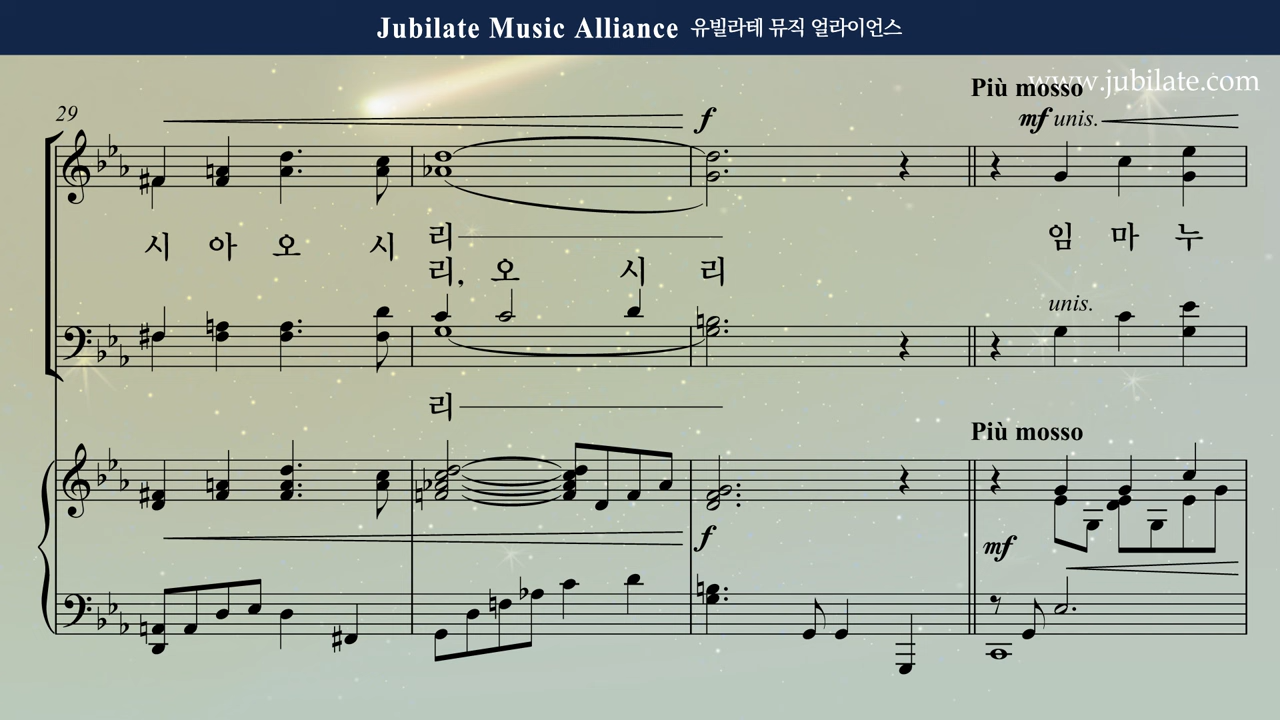 Jubilate Music Alliance 유빌라테 뮤직 얼라이언스
www.jubilate.com
Più mosso
29
f
mf unis.
시 아 오 시 리
임 마 누
리, 오 시 리
unis.
리
Più mosso
f
mf